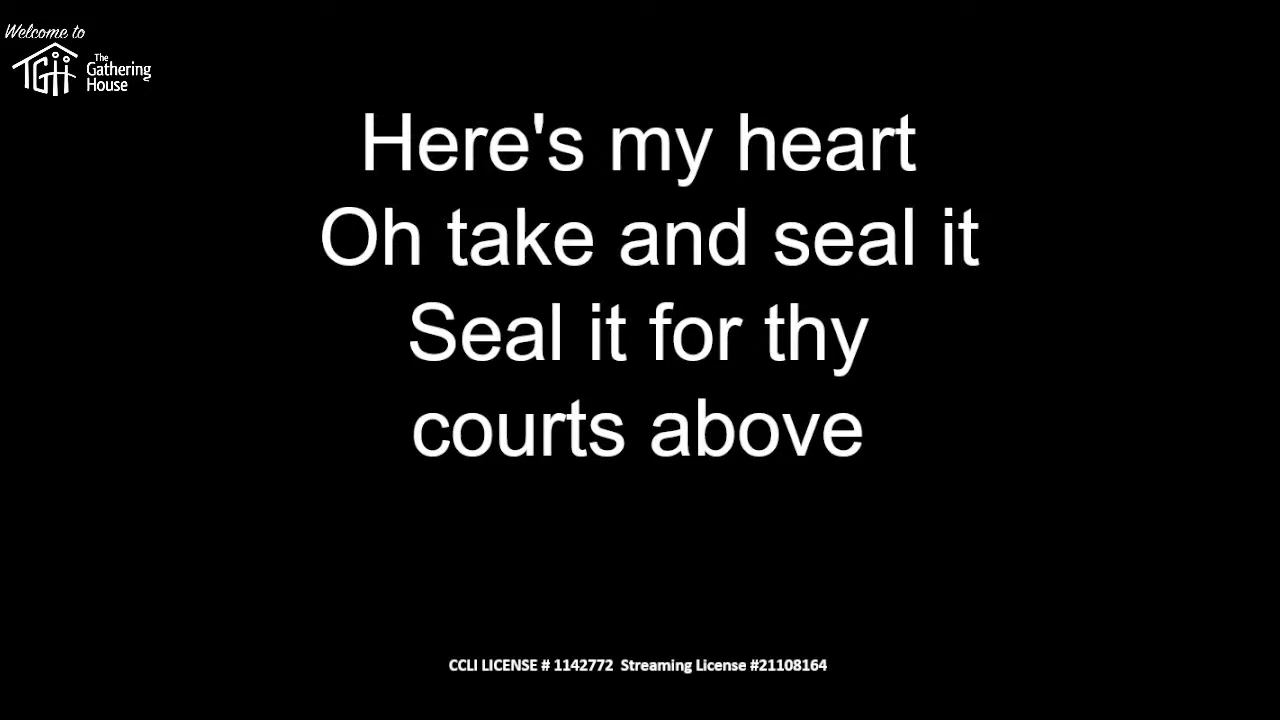 Welcome to
TGH
The
Gathering
House
Here's my heart
Oh take and seal it
Seal it for thy
courts above
CCLI LICENSE # 1142772 Streaming License #21108164